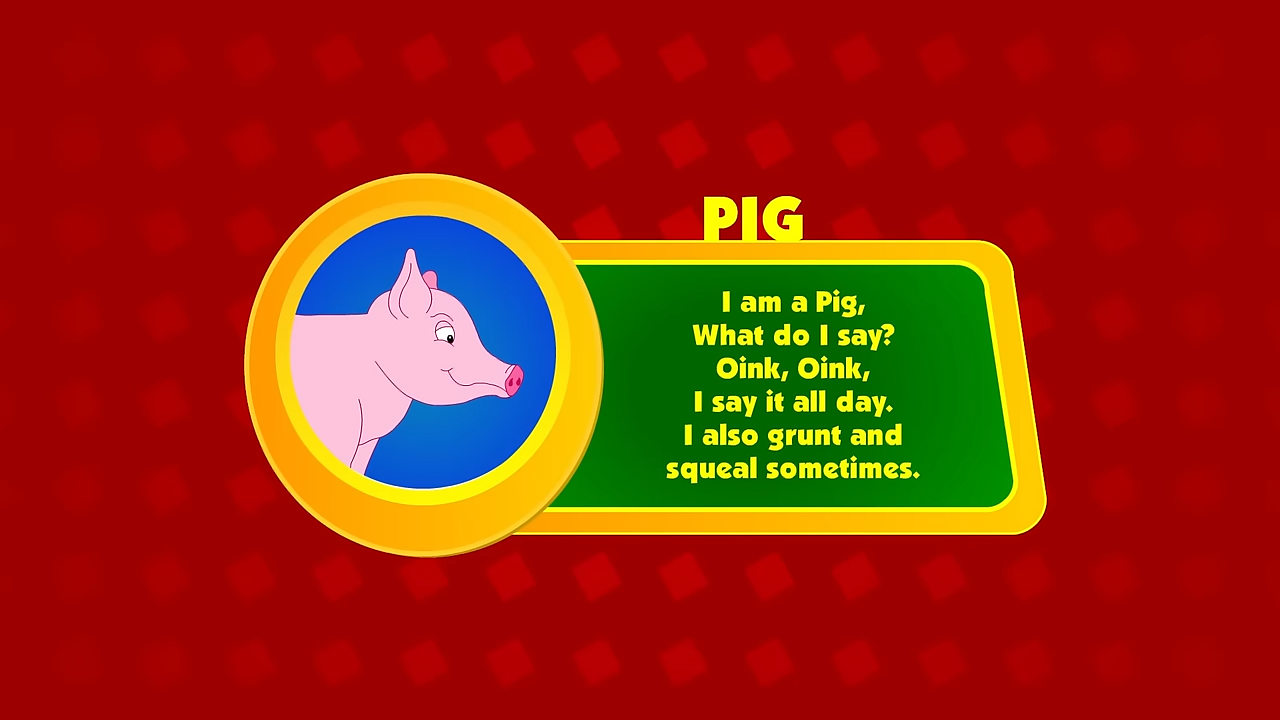 PIG
I am a Pig,
What do I say?
Oink, Oink,
I say it all day.
I also grunt and
squeal sometimes.